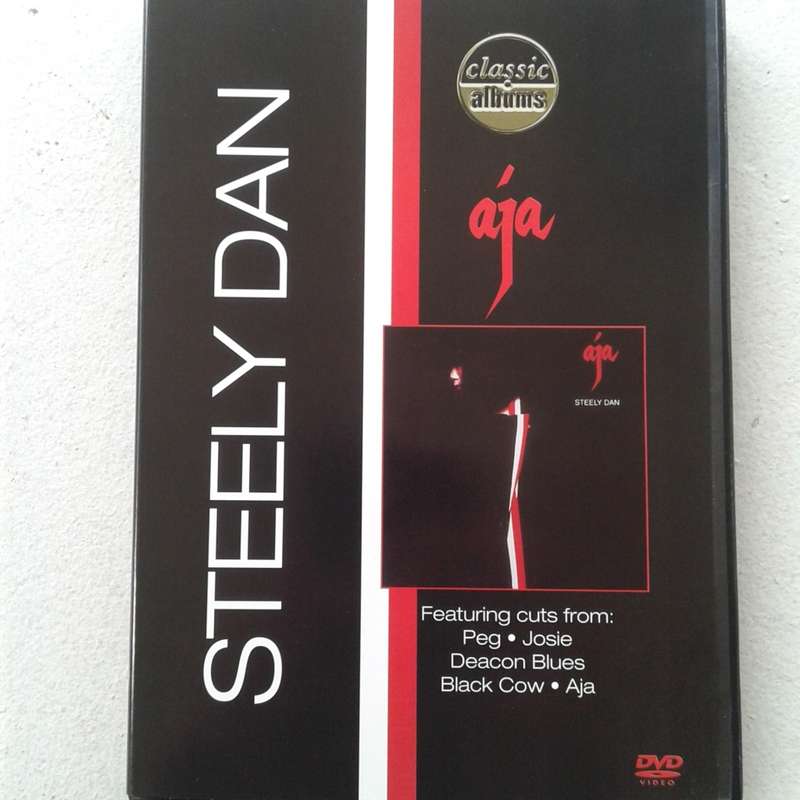 STEELY DAN
classic
albums
aja
aja
STEELY DAN
Featuring cuts from:
Peg • Josie
Deacon Blues
Black Cow • Aja
DVD
VIDEO